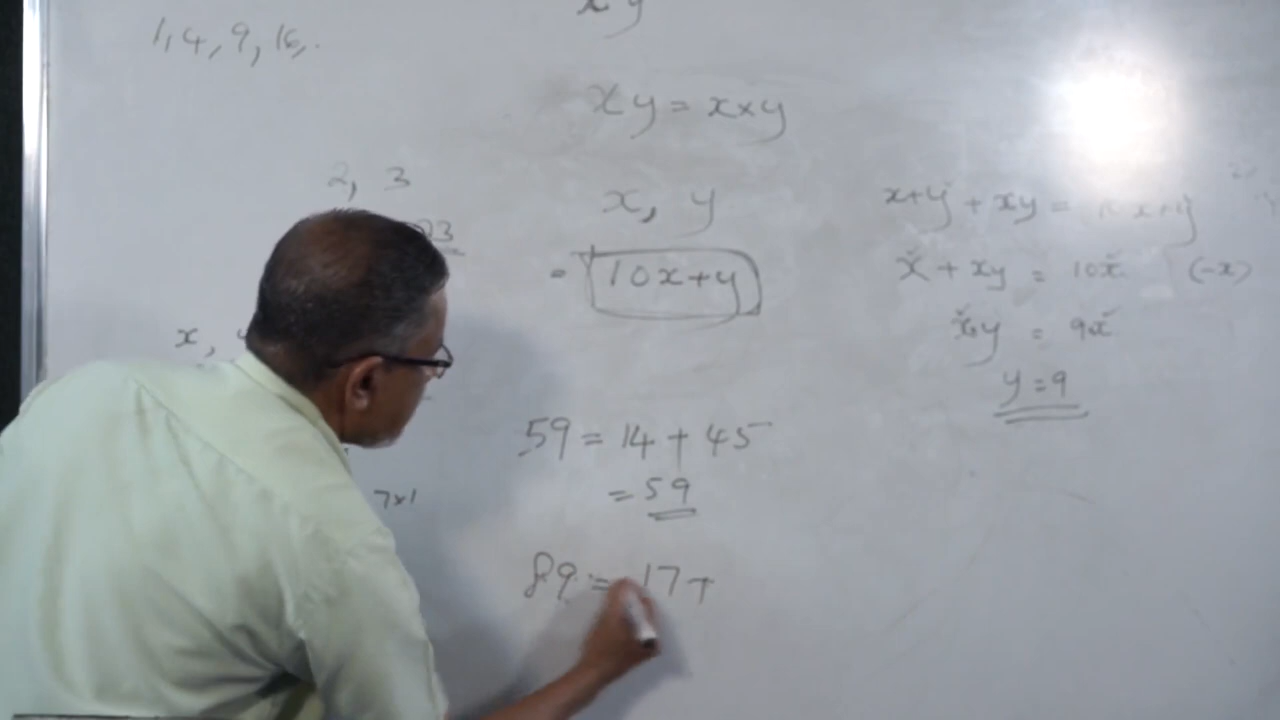 x y
1, 4, 9, 16,.
xy = x×y
2, 3
23
x, y
= 10x+y
x,
7×1
59 = 14 + 45
= 59
89 = 17 +
x+y + xy = 10x+y
x + xy = 10x (-x)
xy = 9x
y = 9